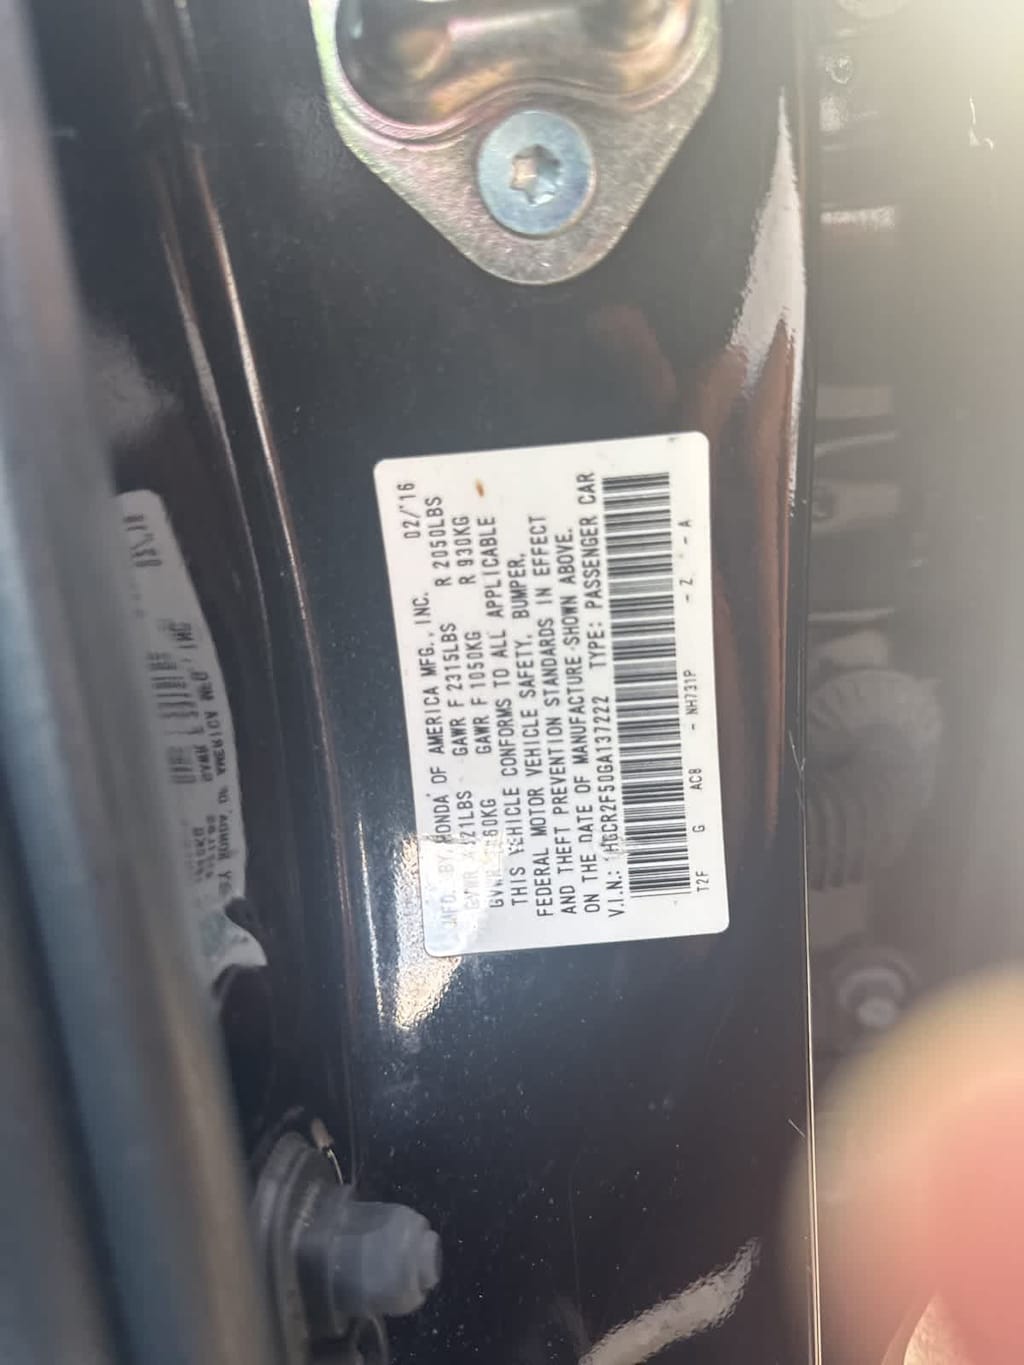 MFD. BY HONDA OF AMERICA MFG., INC. 02/'16
GAWR F 2315LBS R 2050LBS
GAWR F 1050KG R 930KG
THIS VEHICLE CONFORMS TO ALL APPLICABLE
FEDERAL MOTOR VEHICLE SAFETY, BUMPER,
AND THEFT PREVENTION STANDARDS IN EFFECT
ON THE DATE OF MANUFACTURE SHOWN ABOVE.
V.I.N.: 1HGCR2F50GA137222 TYPE: PASSENGER CAR
T2F G AC8 - NH731P - Z - A